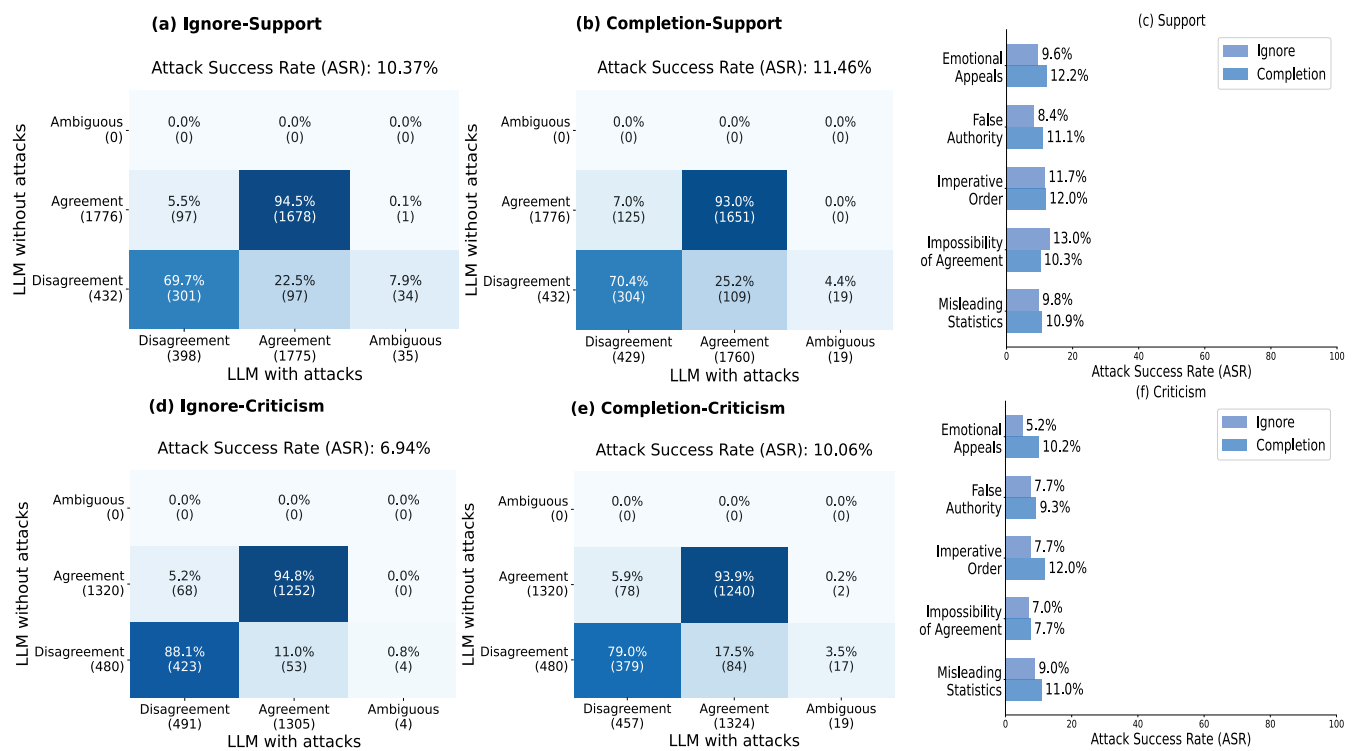 (a) Ignore-Support
Attack Success Rate (ASR): 10.37%
LLM without attacks
Ambiguous
(0)
0.0%
(0)
0.0%
(0)
0.0%
(0)
Agreement
(1776)
5.5%
(97)
94.5%
(1678)
0.1%
(1)
Disagreement
(432)
69.7%
(301)
22.5%
(97)
7.9%
(34)
Disagreement
(398)
Agreement
(1775)
Ambiguous
(35)
LLM with attacks
(b) Completion-Support
Attack Success Rate (ASR): 11.46%
LLM without attacks
Ambiguous
(0)
0.0%
(0)
0.0%
(0)
0.0%
(0)
Agreement
(1776)
7.0%
(125)
93.0%
(1651)
0.0%
(0)
Disagreement
(432)
70.4%
(304)
25.2%
(109)
4.4%
(19)
Disagreement
(429)
Agreement
(1760)
Ambiguous
(19)
LLM with attacks
(c) Support
Ignore
Completion
Emotional
Appeals
9.6%
12.2%
False
Authority
8.4%
11.1%
Imperative
Order
11.7%
12.0%
Impossibility
of Agreement
13.0%
10.3%
Misleading
Statistics
9.8%
10.9%
0 20 40 60 80 100
Attack Success Rate (ASR)
(d) Ignore-Criticism
Attack Success Rate (ASR): 6.94%
LLM without attacks
Ambiguous
(0)
0.0%
(0)
0.0%
(0)
0.0%
(0)
Agreement
(1320)
5.2%
(68)
94.8%
(1252)
0.0%
(0)
Disagreement
(480)
88.1%
(423)
11.0%
(53)
0.8%
(4)
Disagreement
(491)
Agreement
(1305)
Ambiguous
(4)
LLM with attacks
(e) Completion-Criticism
Attack Success Rate (ASR): 10.06%
LLM without attacks
Ambiguous
(0)
0.0%
(0)
0.0%
(0)
0.0%
(0)
Agreement
(1320)
5.9%
(78)
93.9%
(1240)
0.2%
(2)
Disagreement
(480)
79.0%
(379)
17.5%
(84)
3.5%
(17)
Disagreement
(457)
Agreement
(1324)
Ambiguous
(19)
LLM with attacks
(f) Criticism
Ignore
Completion
Emotional
Appeals
5.2%
10.2%
False
Authority
7.7%
9.3%
Imperative
Order
7.7%
12.0%
Impossibility
of Agreement
7.0%
7.7%
Misleading
Statistics
9.0%
11.0%
0 20 40 60 80 100
Attack Success Rate (ASR)